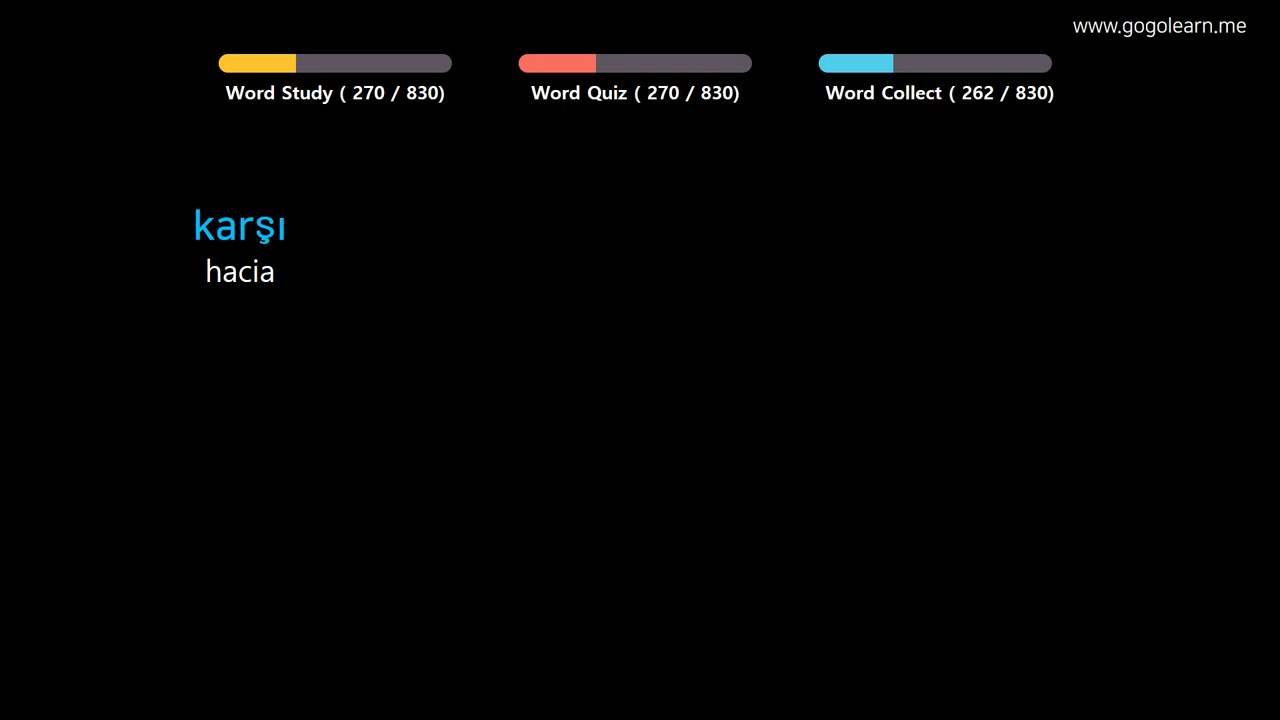 www.gogolearn.me
Word Study ( 270 / 830)
Word Quiz ( 270 / 830)
Word Collect ( 262 / 830)
karşı
hacia